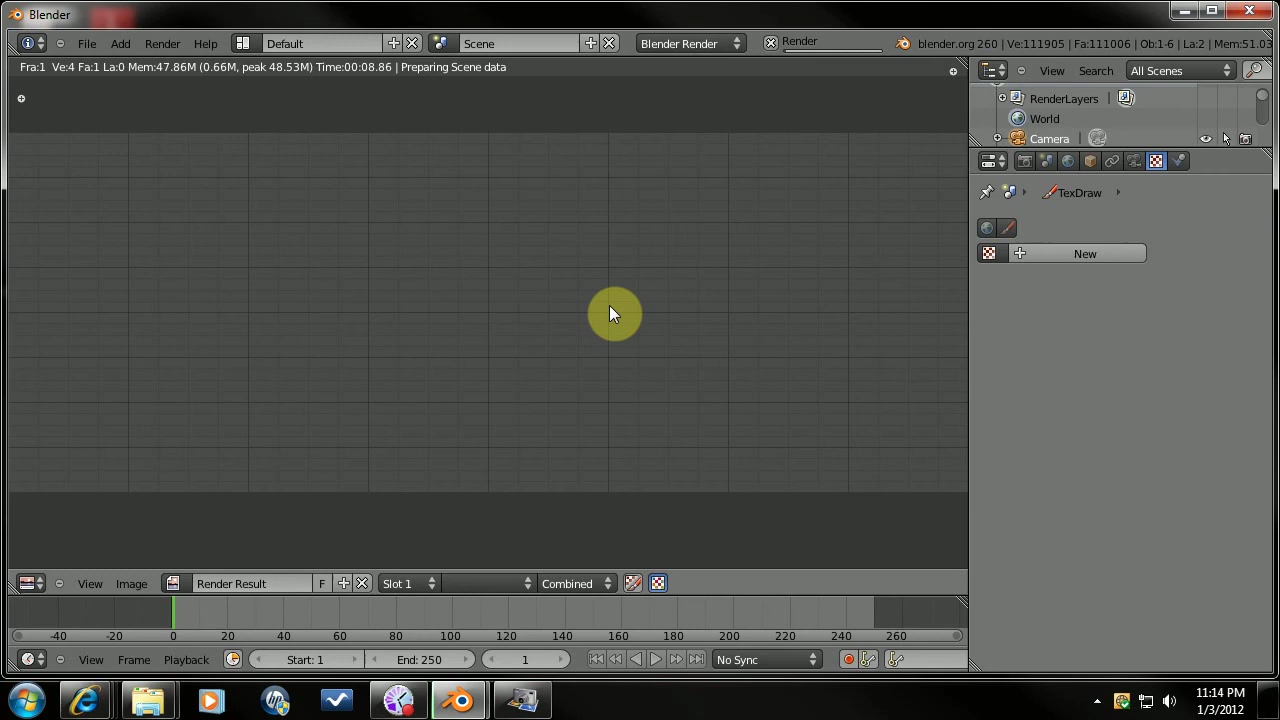 Blender
File Add Render Help Default Scene Blender Render Render blender.org 260 | Ve:111905 | Fa:111006 | Ob:1-6 | La:2 | Mem:51.03
Fra:1 Ve:4 Fa:1 La:0 Mem:47.86M (0.66M, peak 48.53M) Time:00:08.86 | Preparing Scene data
View Search All Scenes
RenderLayers
World
Camera
TexDraw
New
View Image Render Result F Slot 1 Combined
-40 -20 0 20 40 60 80 100 120 140 160 180 200 220 240 260
View Frame Playback Start: 1 End: 250 1 No Sync
11:14 PM
1/3/2012